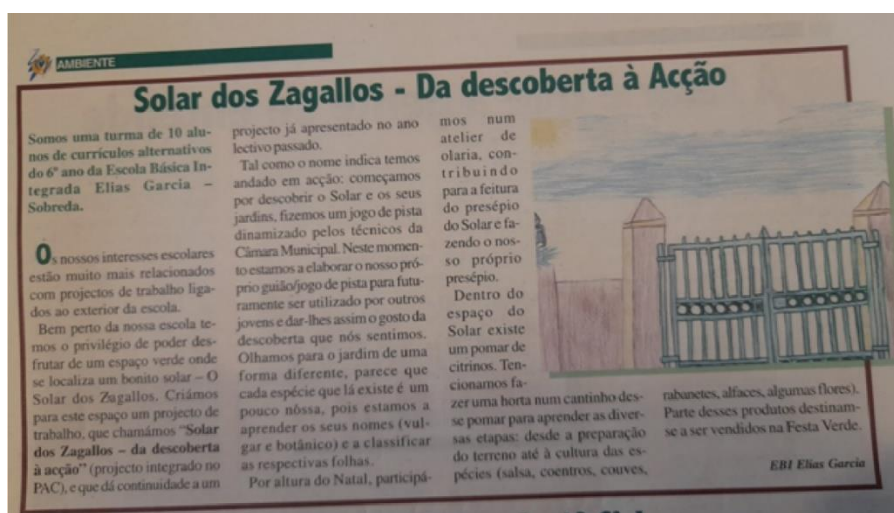 AMBIENTE
Solar dos Zagallos - Da descoberta à Acção
Somos uma turma de 10 alu-
nos de currículos alternativos
do 6º ano da Escola Básica In-
tegrada Elias Garcia –
Sobreda.
Os nossos interesses escolares
estão muito mais relacionados
com projectos de trabalho liga-
dos ao exterior da escola.
Bem perto da nossa escola te-
mos o privilégio de poder des-
frutar de um espaço verde onde
se localiza um bonito solar – O
Solar dos Zagallos. Criámos
para este espaço um projecto de
trabalho, que chamámos "Solar
dos Zagallos – da descoberta
à acção" (projecto integrado no
PAC), e que dá continuidade a um
projecto já apresentado no ano
lectivo passado.
Tal como o nome indica temos
andado em acção: começamos
por descobrir o Solar e os seus
jardins, fizemos um jogo de pista
dinamizado pelos técnicos da
Câmara Municipal. Neste momen-
to estamos a elaborar o nosso pró-
prio guião/jogo de pista para futu-
ramente ser utilizado por outros
jovens e dar-lhes assim o gosto da
descoberta que nós sentimos.
Olhamos para o jardim de uma
forma diferente, parece que
cada espécie que lá existe é um
pouco nôssa, pois estamos a
aprender os seus nomes (vul-
gar e botânico) e a classificar
as respectivas folhas.
Por altura do Natal, participá-
mos num
atelier de
olaria, con-
tribuindo
para a feitura
do presépio
do Solar e fa-
zendo o nos-
so próprio
presépio.
Dentro do
espaço do
Solar existe
um pomar de
citrinos. Ten-
cionamos fa-
zer uma horta num cantinho des-
se pomar para aprender as diver-
sas etapas: desde a preparação
do terreno até à cultura das es-
pécies (salsa, coentros, couves,
rabanetes, alfaces, algumas flores).
Parte desses produtos destinam-
se a ser vendidos na Festa Verde.
EBI Elias Garcia